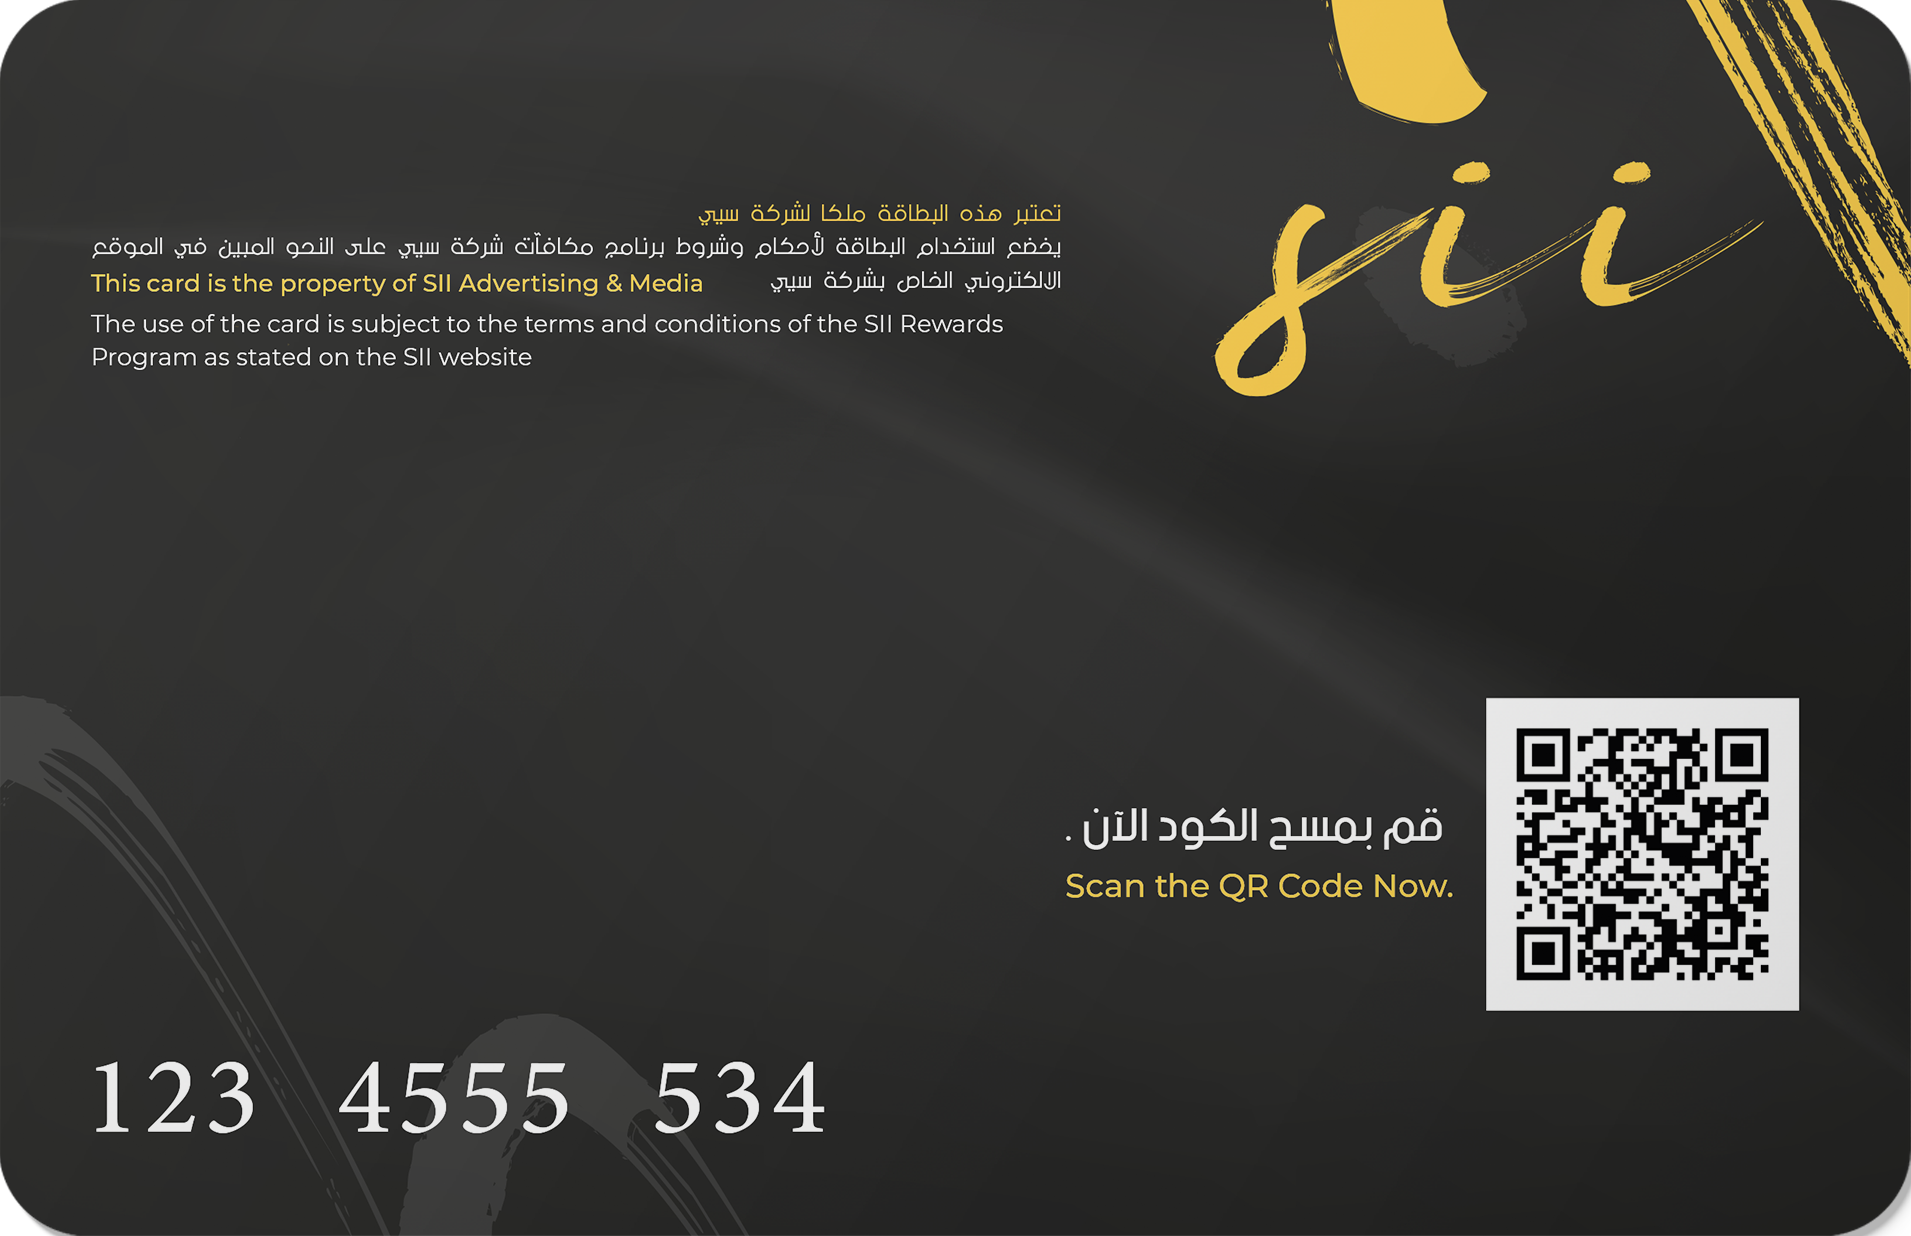 sii
تعتبر هذه البطاقة ملكا لشركة سيي
يخضع استخدام البطاقة لأحكام وشروط برنامج مكافآت شركة سيي على النحو المبين في الموقع
الالكتروني الخاص بشركة سيي
This card is the property of SII Advertising & Media
The use of the card is subject to the terms and conditions of the SII Rewards
Program as stated on the SII website
قم بمسح الكود الآن .
Scan the QR Code Now.
123 4555 534